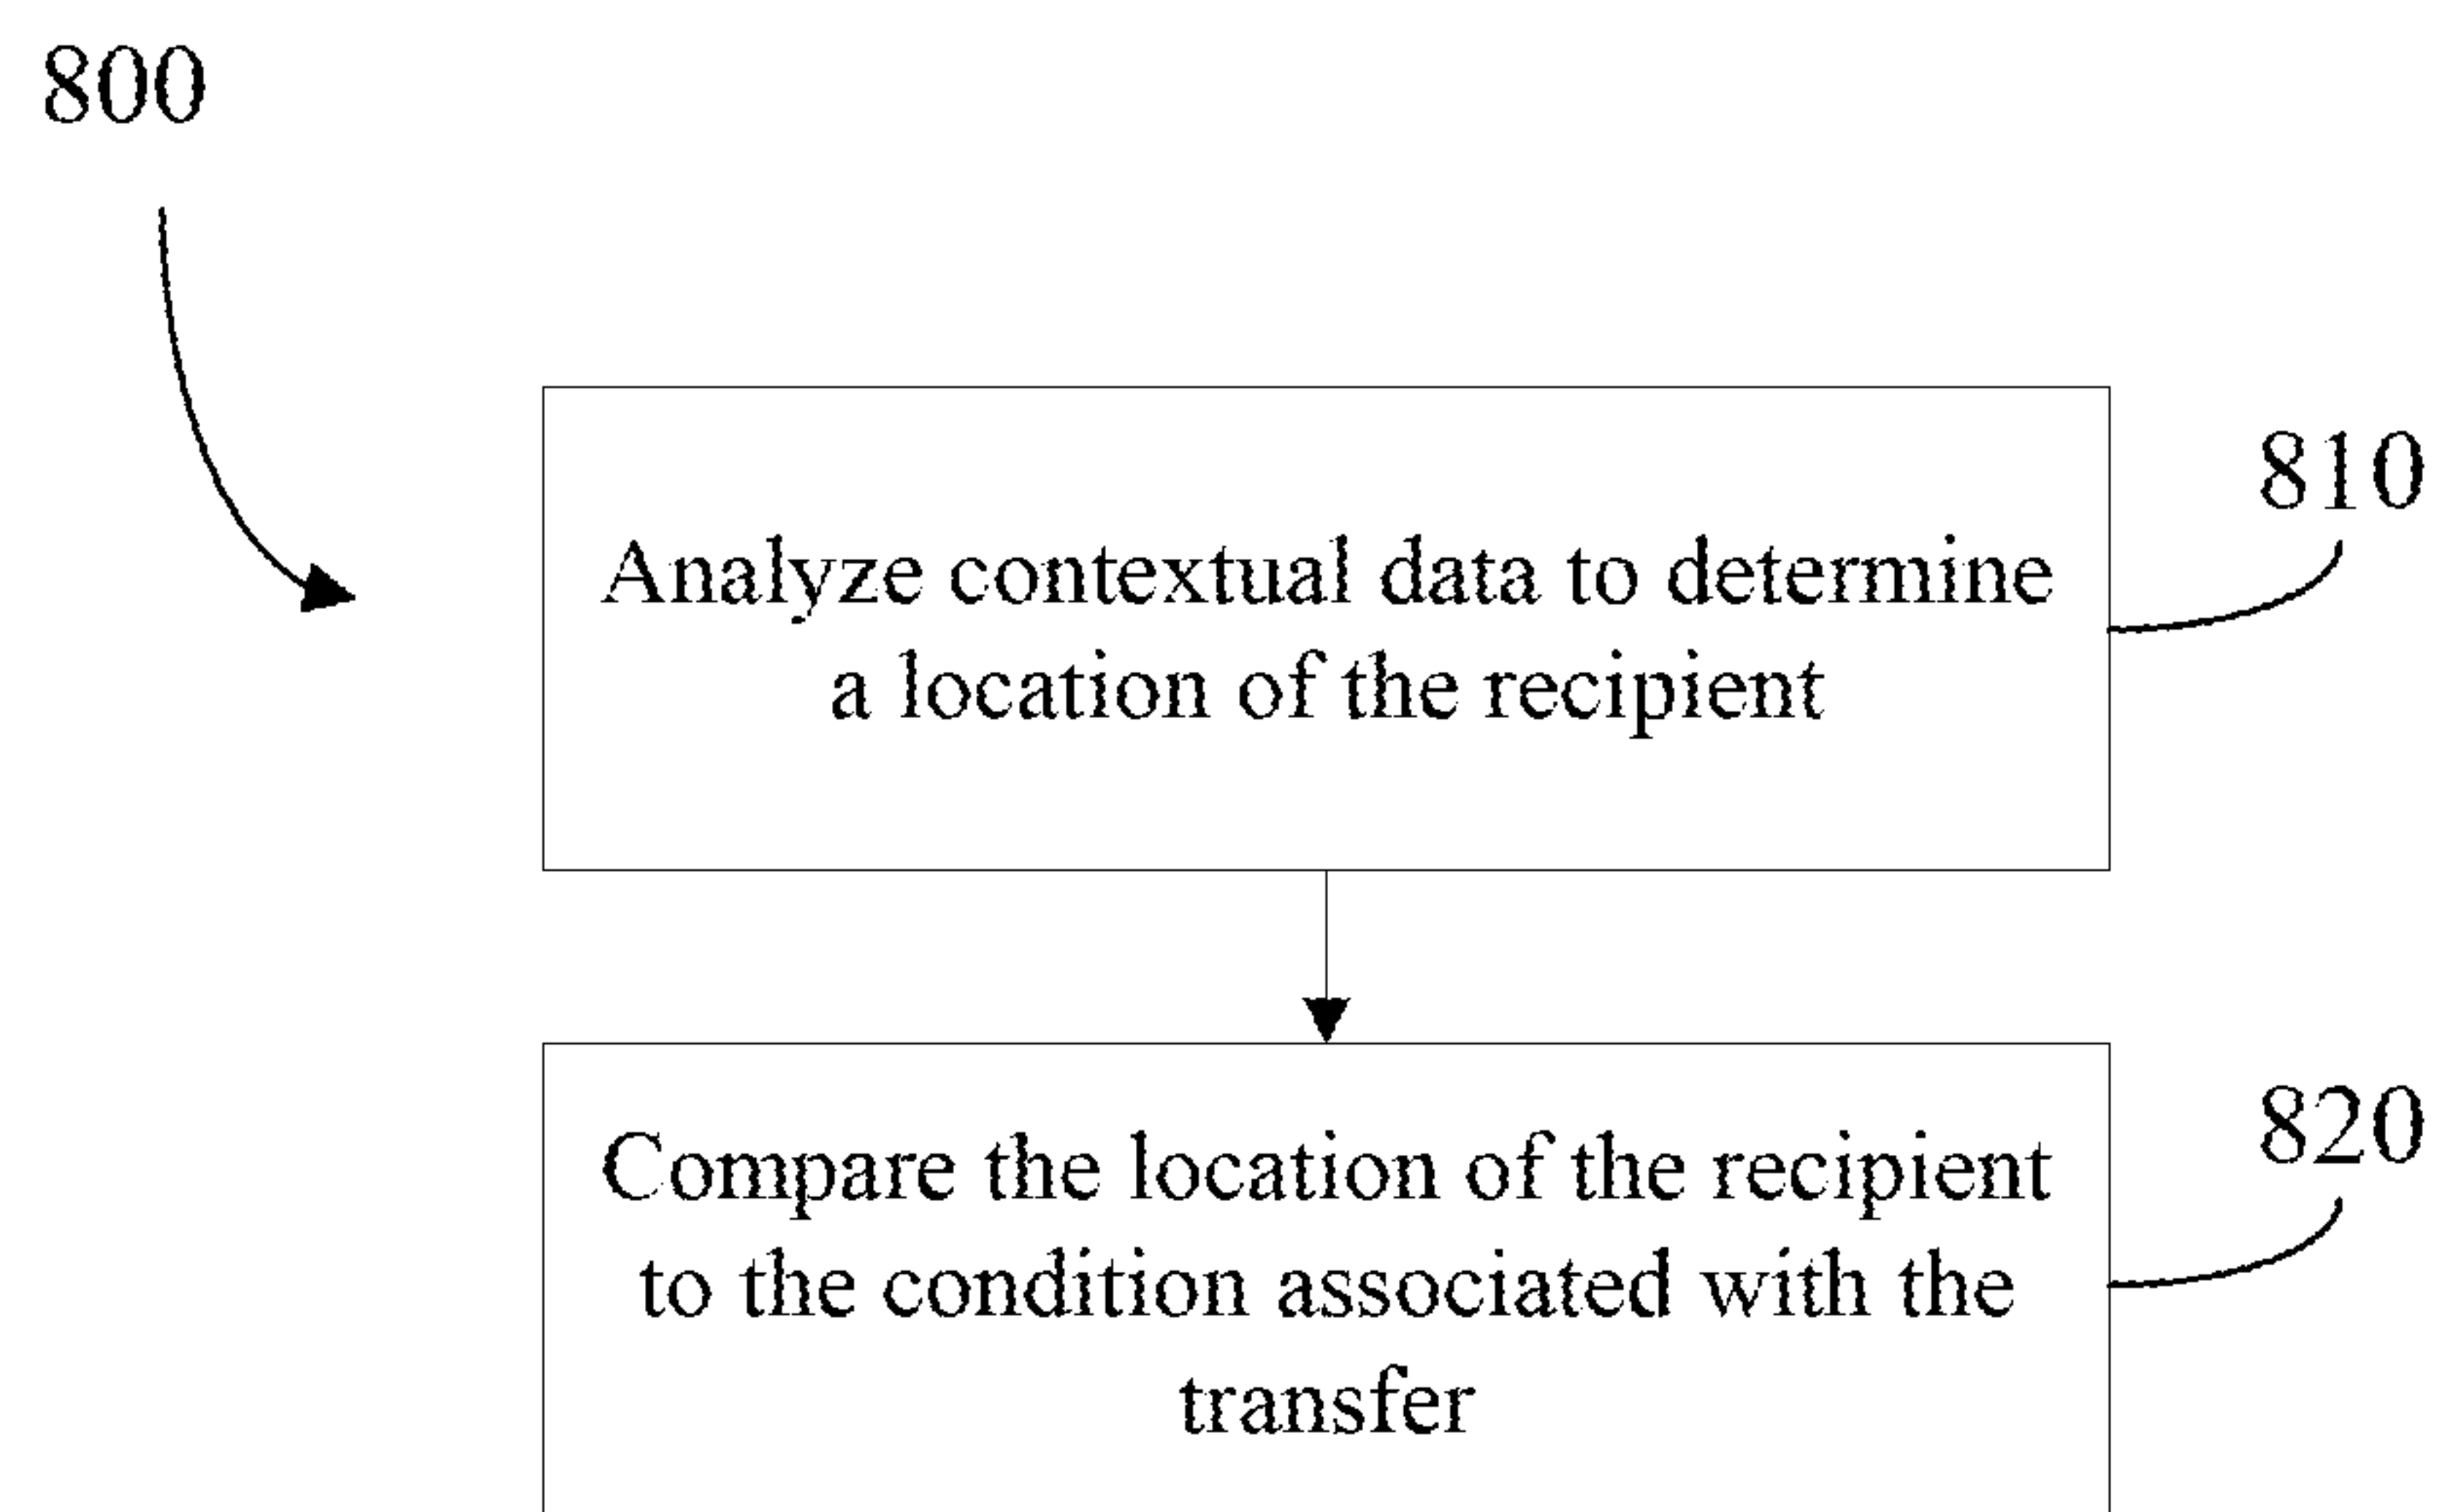 800
810
Analyze contextual data to determine
a location of the recipient
820
Compare the location of the recipient
to the condition associated with the
transfer